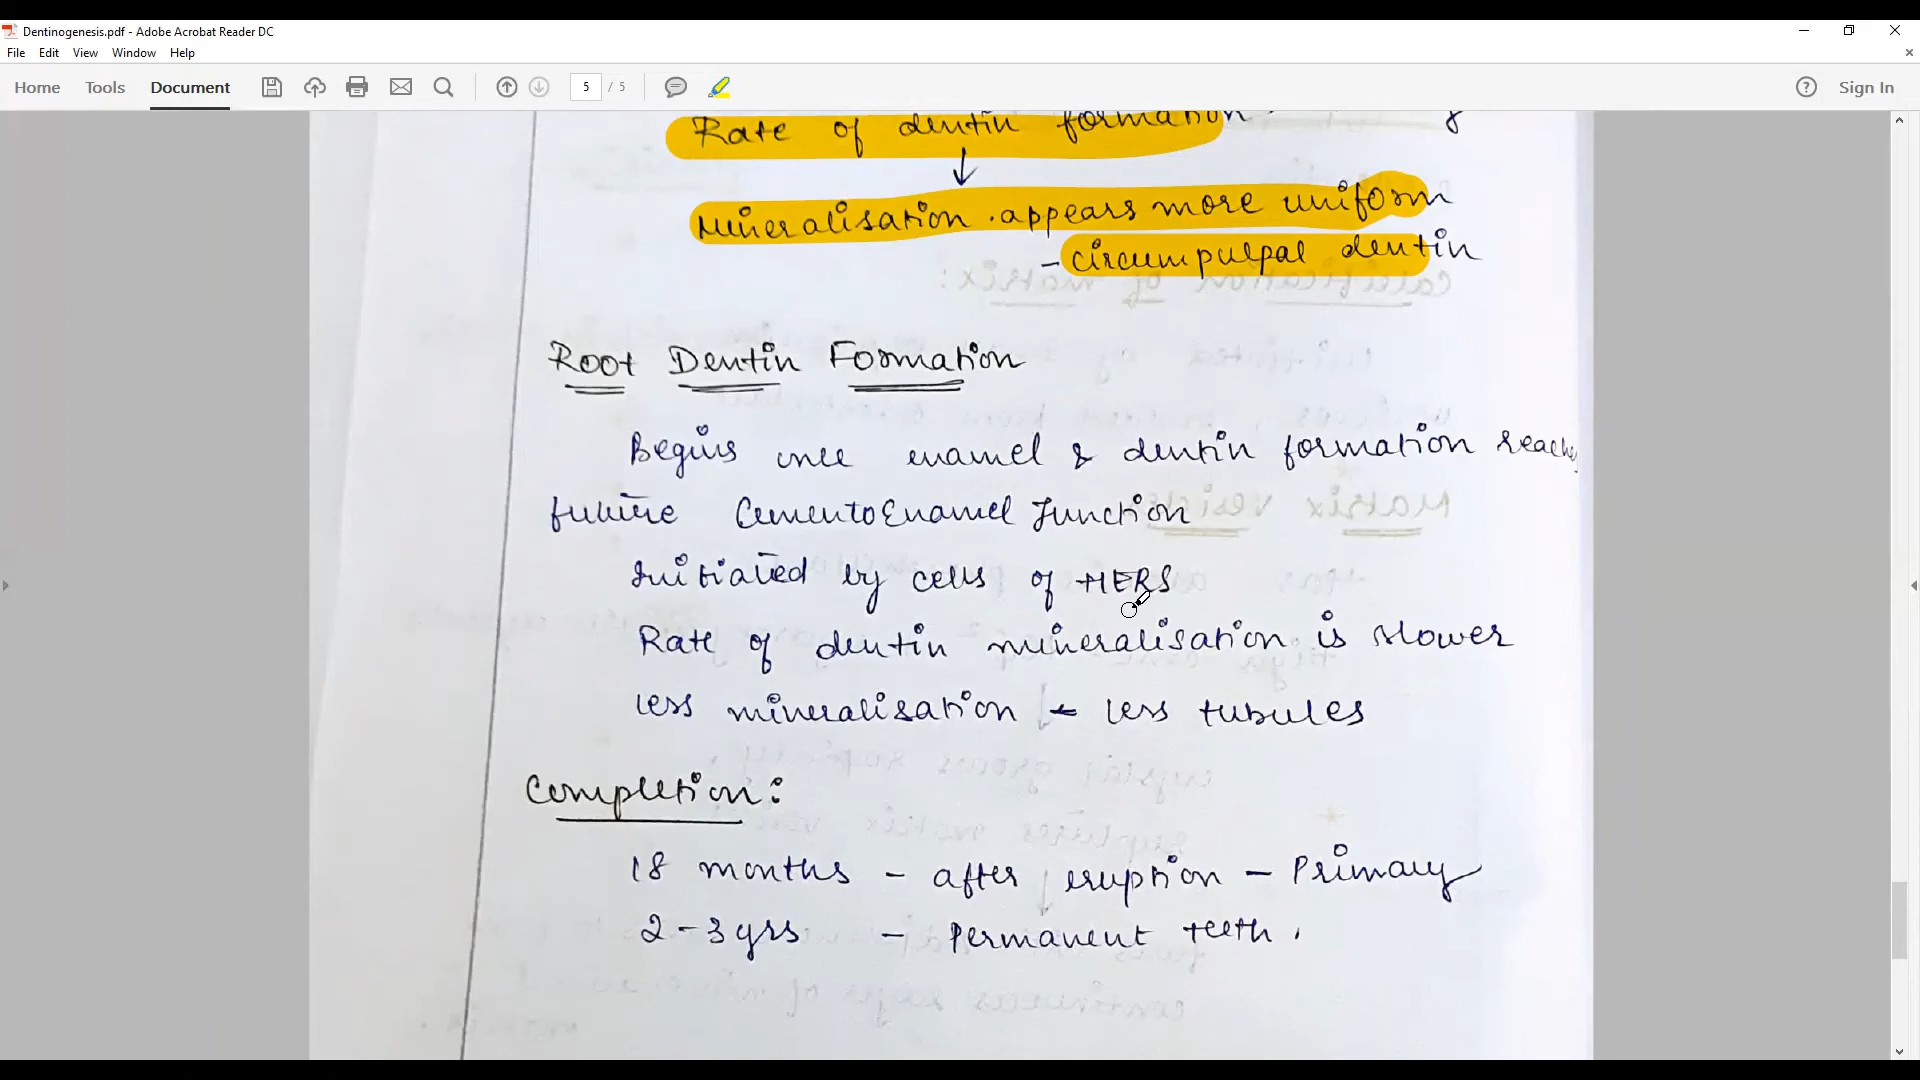 Dentinogenesis.pdf - Adobe Acrobat Reader DC
File Edit View Window Help
Home Tools Document 5 / 5 Sign In
Rate of dentin formation
mineralisation appears more uniform
- circumpulpal dentin
Root Dentin Formation
Begins once enamel & dentin formation reaches
future CementoEnamel Junction
Initiated by cells of HERS
Rate of dentin mineralisation is slower
less mineralisation - less tubules
Completion:
18 months - after eruption - Primary
2-3yrs - Permanent teeth.